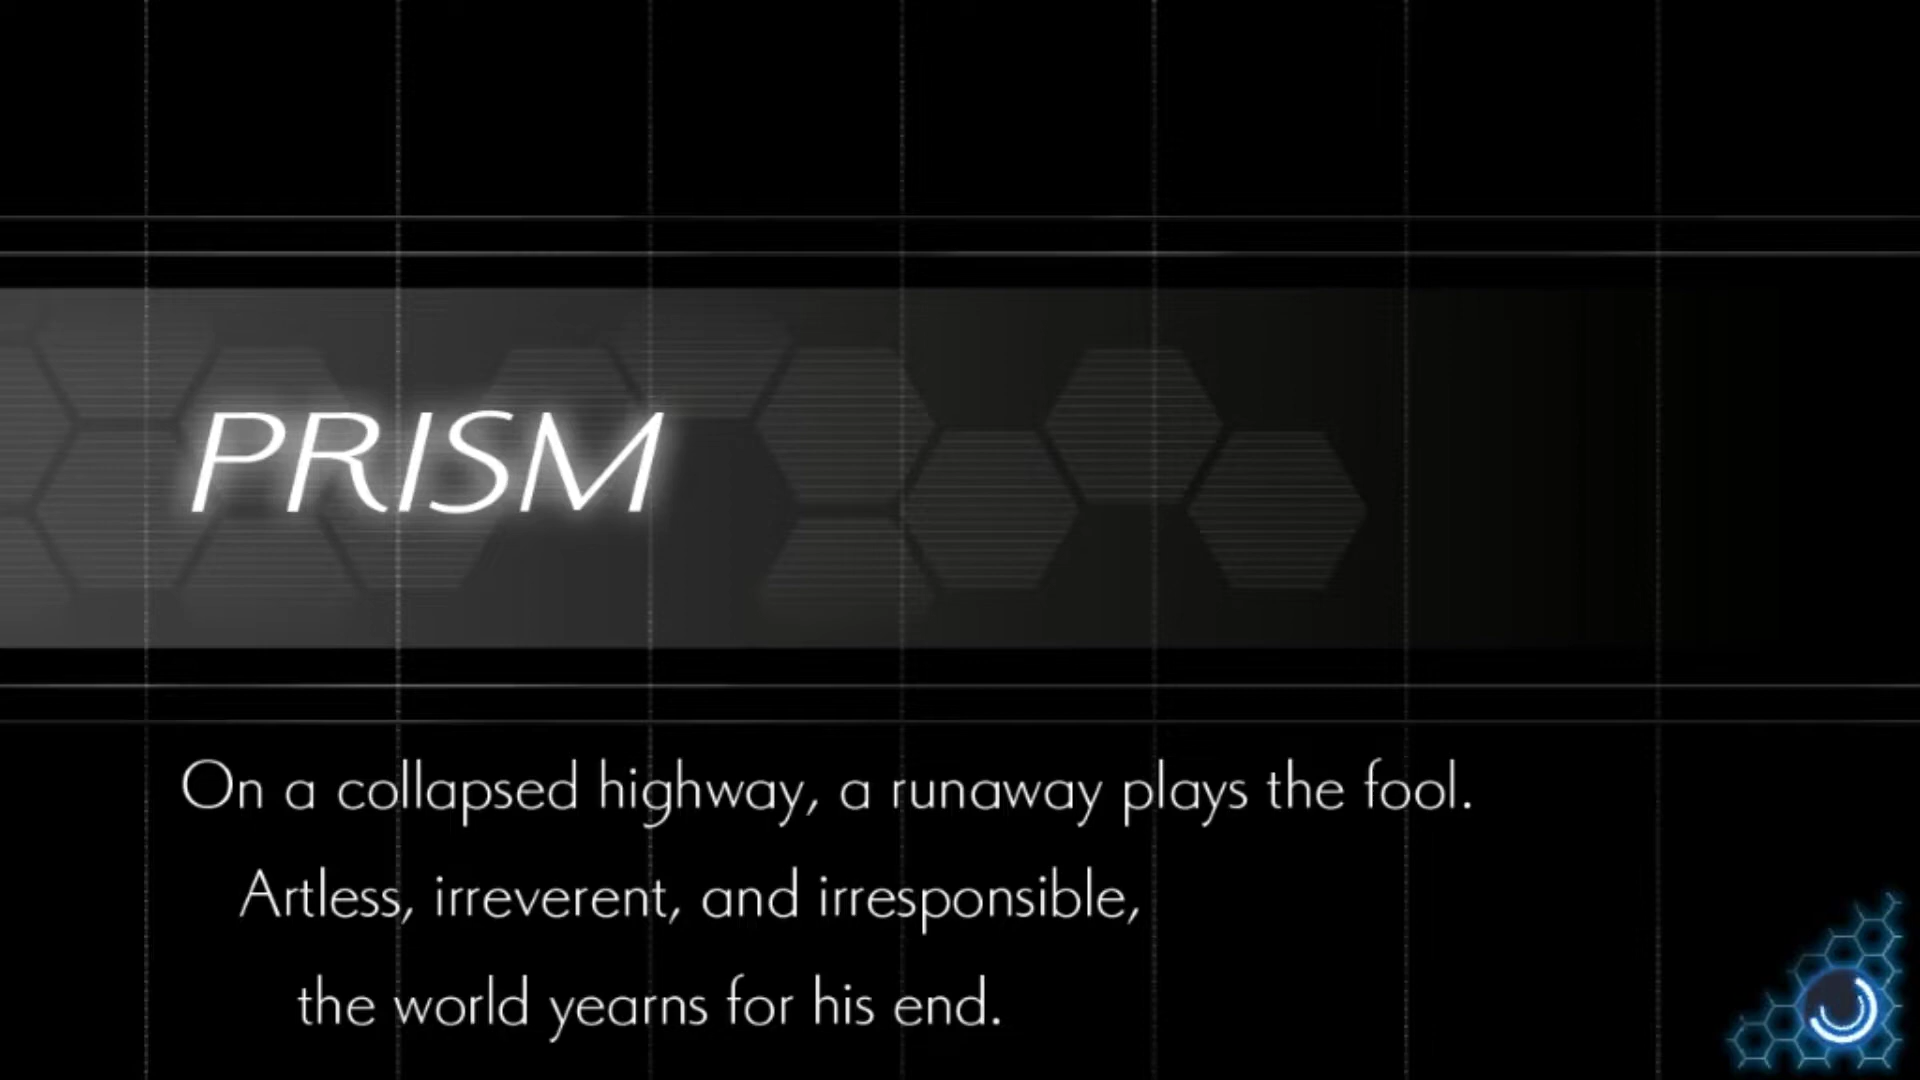 PRISM
On a collapsed highway, a runaway plays the fool.
Artless, irreverent, and irresponsible,
the world yearns for his end.